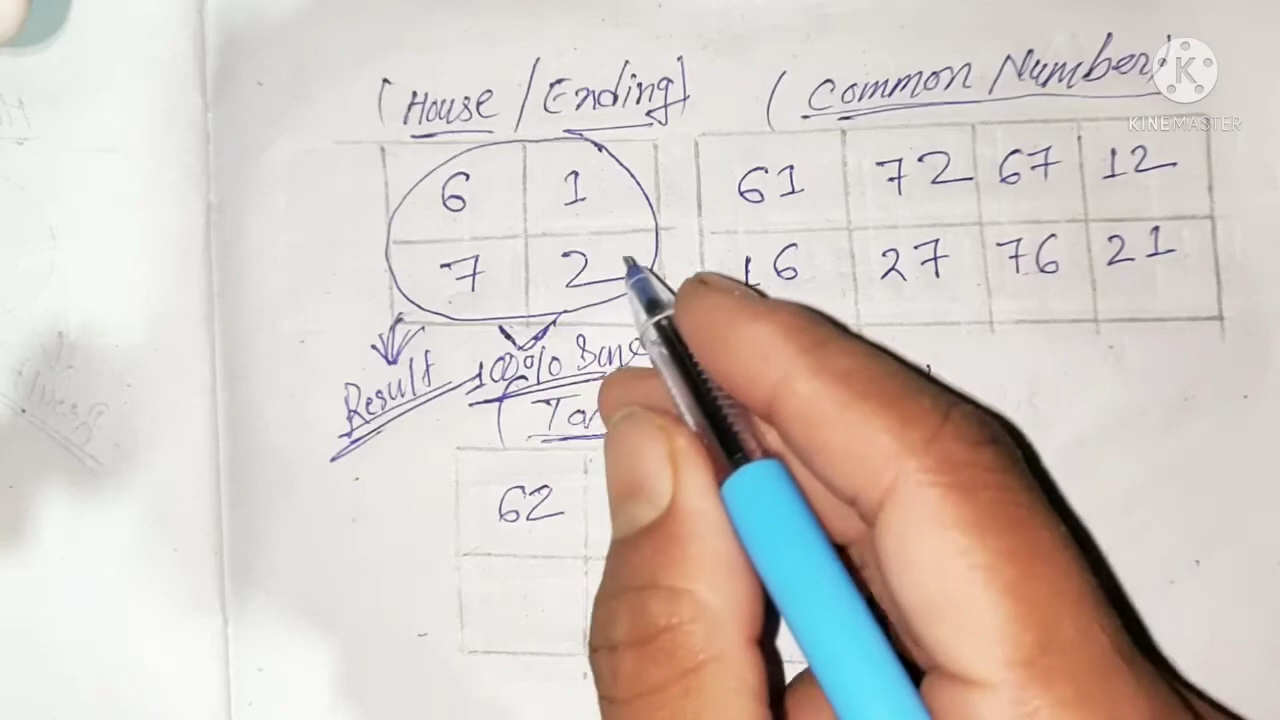 (House / Ending) (Common Number)
K
KINEMASTER
6 1 61 72 67 12
7 2 16 27 76 21
Result 100%
62